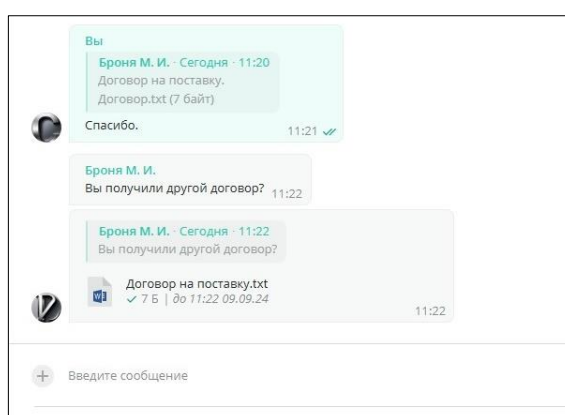 Вы
Броня М. И. · Сегодня · 11:20
Договор на поставку.
Договор.txt (7 байт)
Спасибо.
11:21
Броня М. И.
Вы получили другой договор?
11:22
Броня М. И. · Сегодня · 11:22
Вы получили другой договор?
Договор на поставку.txt
7 Б | до 11:22 09.09.24
11:22
Введите сообщение